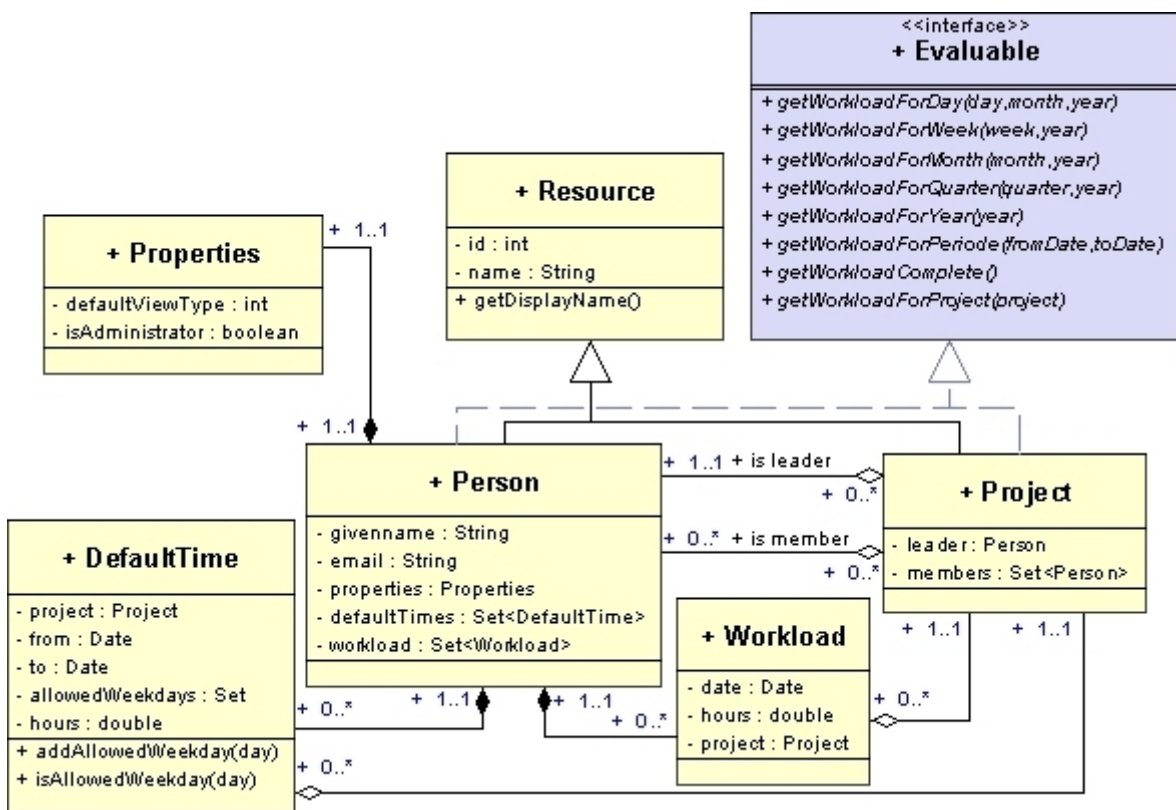 <<interface>>
+ Evaluable
+ getWorkloadForDay(day,month,year)
+ getWorkloadForWeek(week,year)
+ getWorkloadForMonth(month,year)
+ getWorkloadForQuarter(quarter,year)
+ getWorkloadForYear(year)
+ getWorkloadForPeriode(fromDate,toDate)
+ getWorkloadComplete()
+ getWorkloadForProject(project)
+ Resource
- id : int
- name : String
+ getDisplayName()
+ Properties
- defaultViewType : int
- isAdministrator : boolean
+ 1..1
+ 1..1
+ Person
- givenname : String
- email : String
- properties : Properties
- defaultTimes : Set<DefaultTime>
- workload : Set<Workload>
+ 1..1 + is leader
+ 0..*
+ 0..* + is member
+ 0..*
+ Project
- leader : Person
- members : Set<Person>
+ DefaultTime
- project : Project
- from : Date
- to : Date
- allowedWeekdays : Set
- hours : double
+ addAllowedWeekday(day)
+ isAllowedWeekday(day)
+ Workload
- date : Date
- hours : double
- project : Project
+ 1..1
+ 0..*
+ 1..1
+ 0..*
+ 1..1
+ 1..1
+ 0..*
+ 0..*